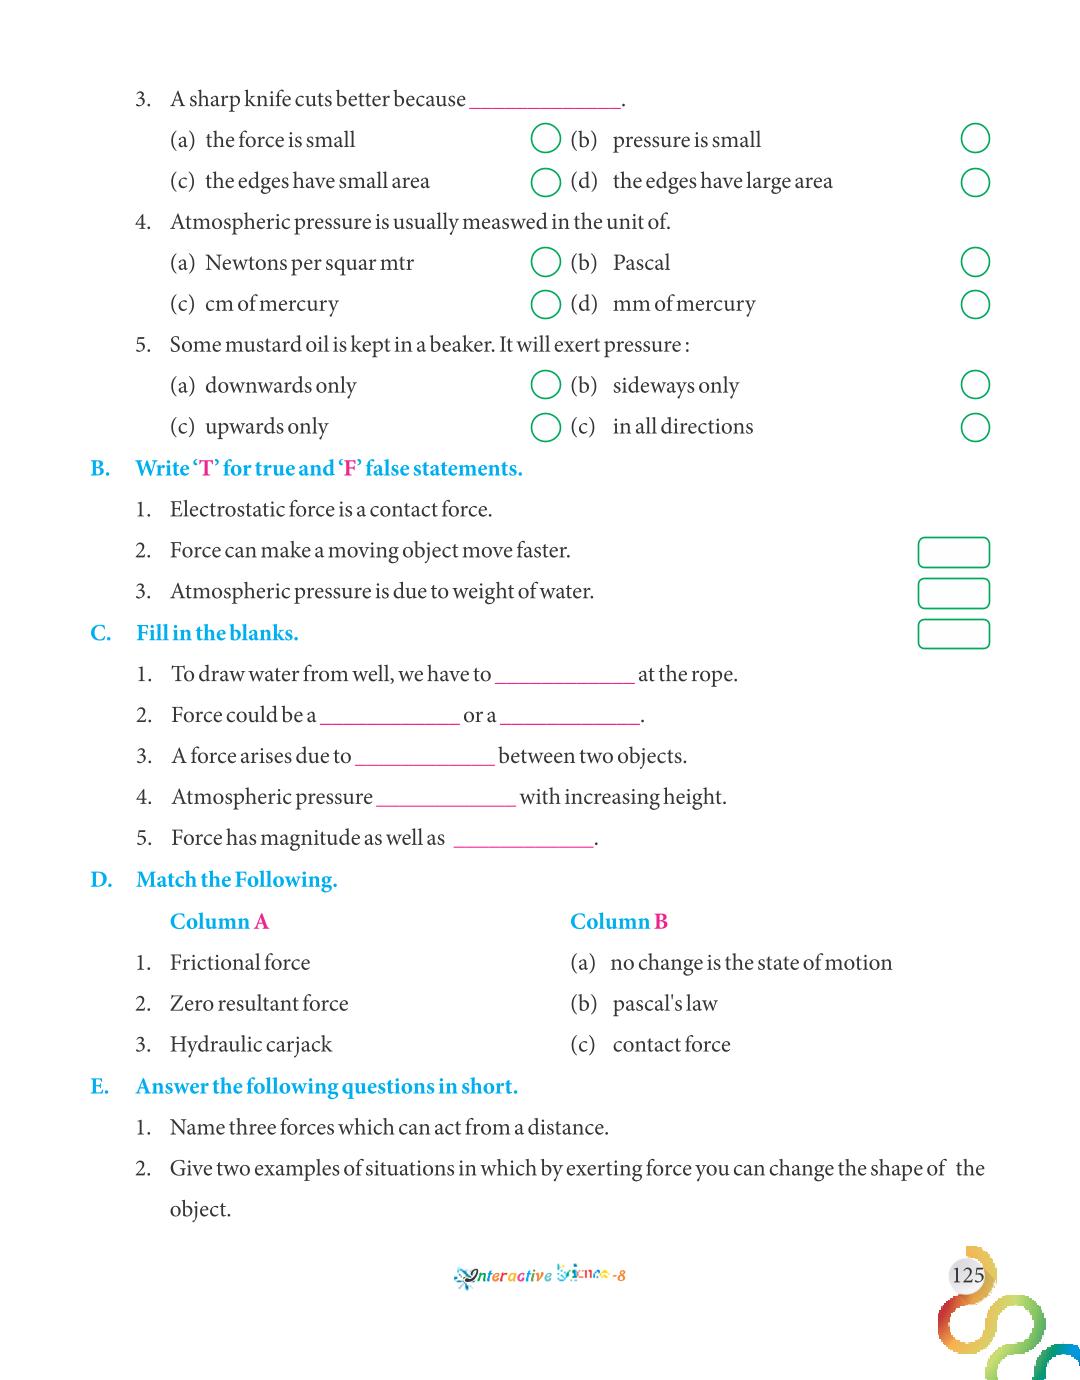 3. A sharp knife cuts better because _____________.
(a) the force is small (b) pressure is small
(c) the edges have small area (d) the edges have large area
4. Atmospheric pressure is usually measwed in the unit of.
(a) Newtons per squar mtr (b) Pascal
(c) cm of mercury (d) mm of mercury
5. Some mustard oil is kept in a beaker. It will exert pressure :
(a) downwards only (b) sideways only
(c) upwards only (c) in all directions
B. Write ‘T’ for true and ‘F’ false statements.
1. Electrostatic force is a contact force.
2. Force can make a moving object move faster.
3. Atmospheric pressure is due to weight of water.
C. Fill in the blanks.
1. To draw water from well, we have to ____________ at the rope.
2. Force could be a ____________ or a ____________.
3. A force arises due to ____________ between two objects.
4. Atmospheric pressure ____________ with increasing height.
5. Force has magnitude as well as ____________.
D. Match the Following.
Column A Column B
1. Frictional force (a) no change is the state of motion
2. Zero resultant force (b) pascal's law
3. Hydraulic carjack (c) contact force
E. Answer the following questions in short.
1. Name three forces which can act from a distance.
2. Give two examples of situations in which by exerting force you can change the shape of the
object.
Interactive Science-8
125